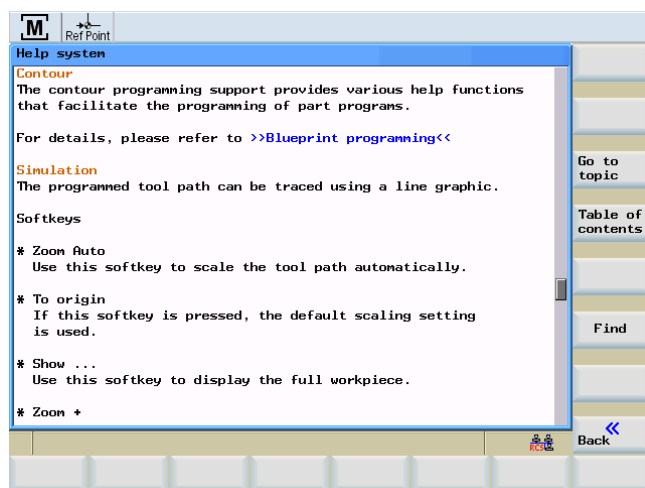 M
Ref Point
Help system
Contour
The contour programming support provides various help functions
that facilitate the programming of part programs.
For details, please refer to >>Blueprint programming<<
Simulation
The programmed tool path can be traced using a line graphic.
Softkeys
* Zoom Auto
Use this softkey to scale the tool path automatically.
* To origin
If this softkey is pressed, the default scaling setting
is used.
* Show ...
Use this softkey to display the full workpiece.
* Zoom +
Go to
topic
Table of
contents
Find
«
Back
RCS